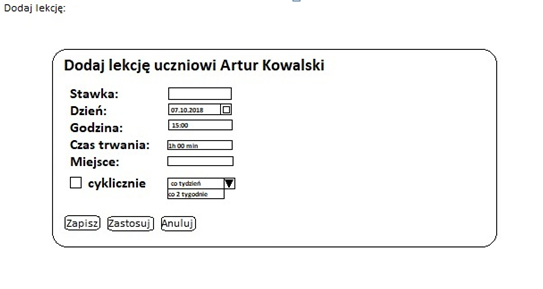 Dodaj lekcję:
Dodaj lekcję uczniowi Artur Kowalski
Stawka:
Dzień: 07.10.2018
Godzina: 15:00
Czas trwania: 1h 00 min
Miejsce:
cyklicznie co tydzień
co 2 tygodnie
Zapisz Zastosuj Anuluj